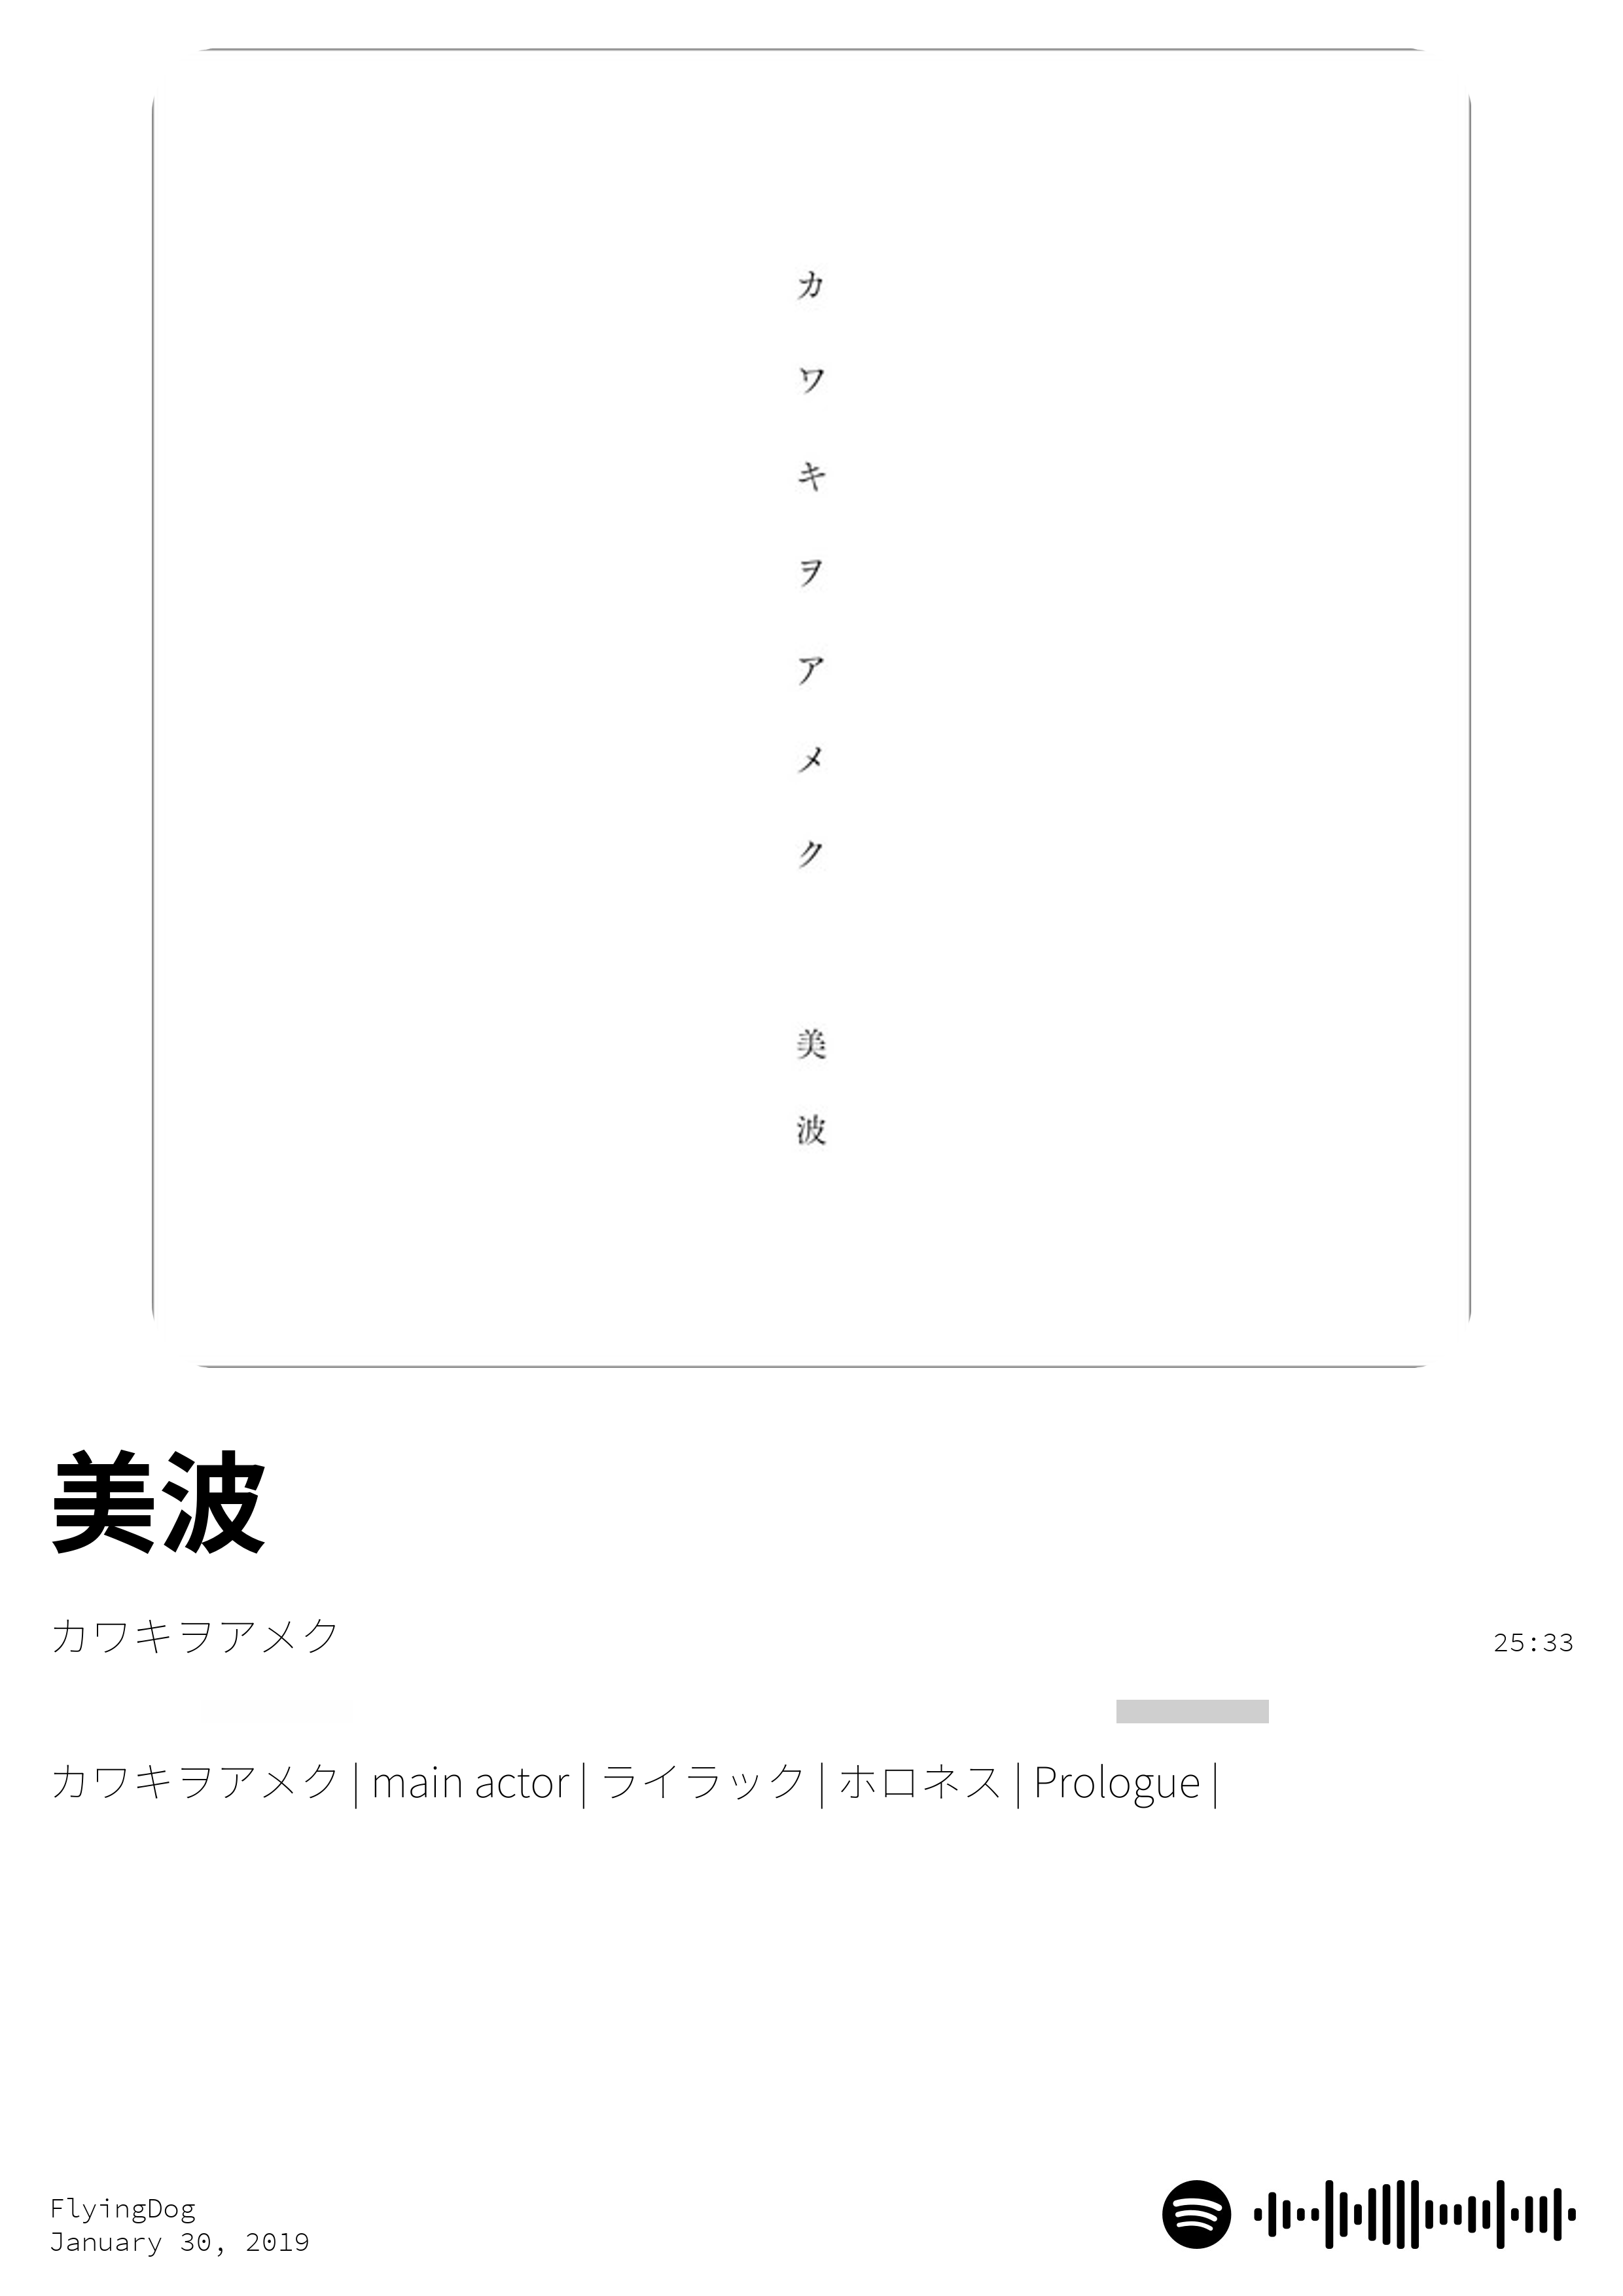 カワキヲアメク 美波
美波
カワキヲアメク
25:33
カワキヲアメク | main actor | ライラック | ホロネス | Prologue |
FlyingDog
January 30, 2019